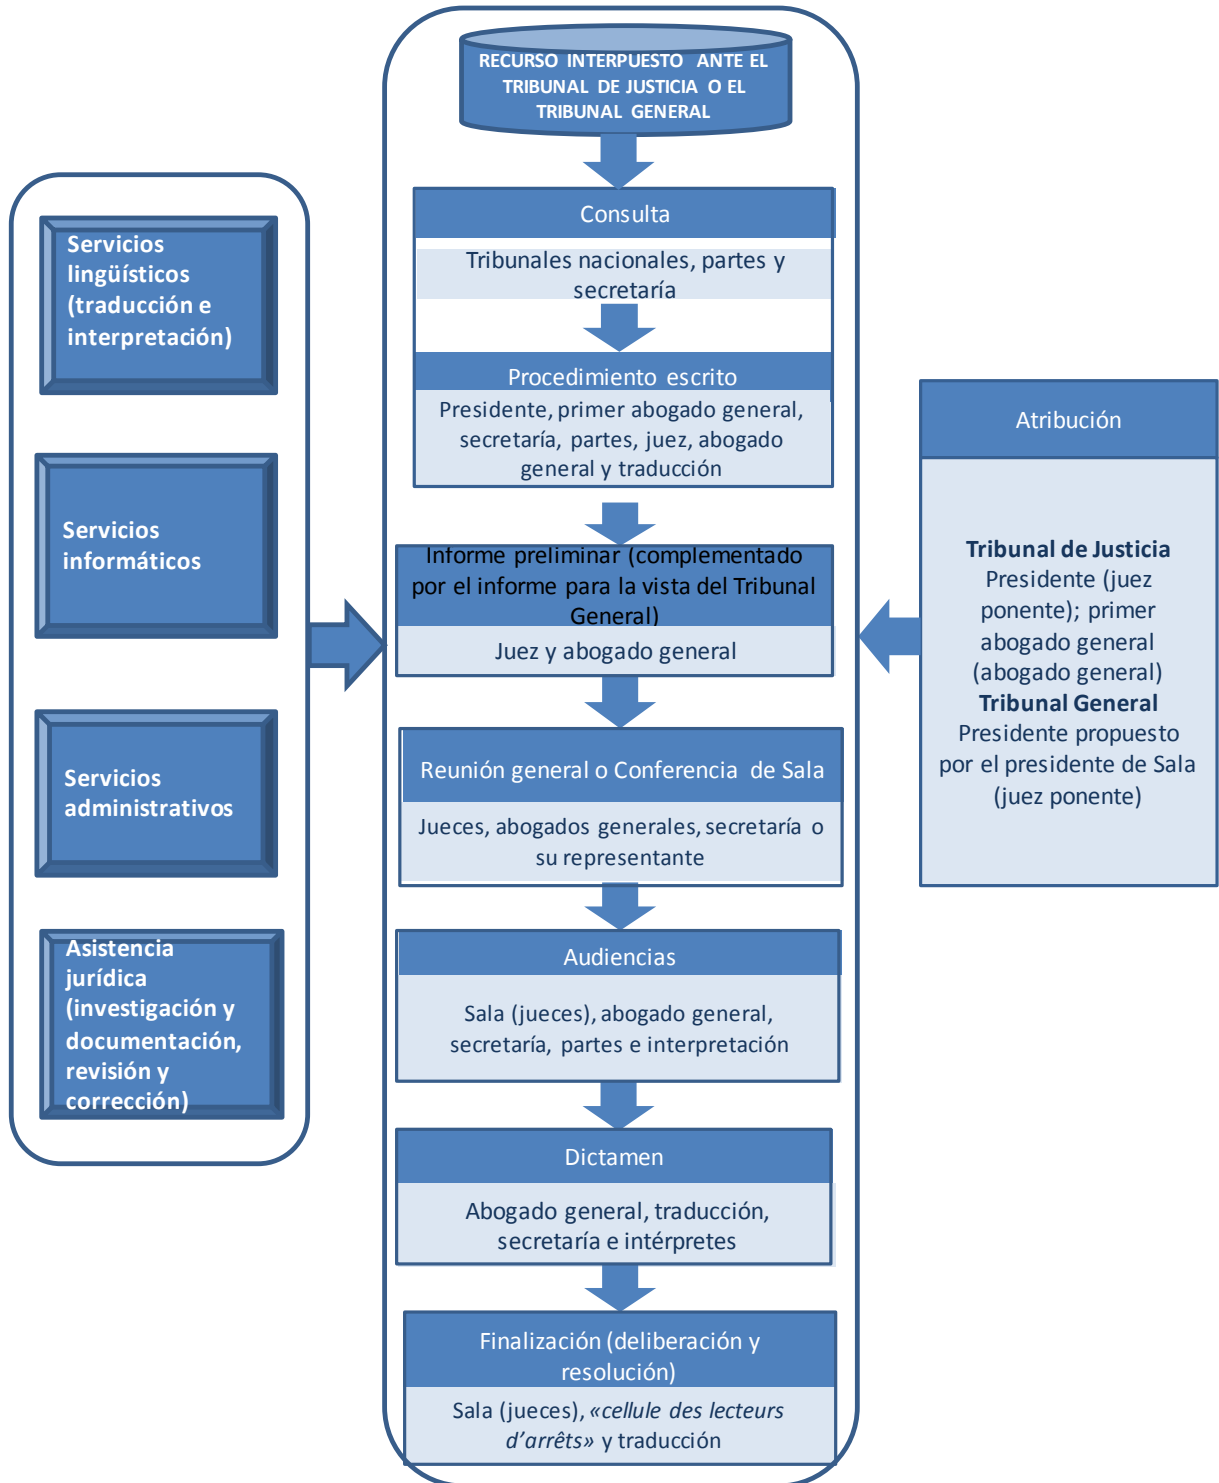 RECURSO INTERPUESTO ANTE EL
TRIBUNAL DE JUSTICIA O EL
TRIBUNAL GENERAL
Consulta
Tribunales nacionales, partes y
secretaría
Procedimiento escrito
Presidente, primer abogado general,
secretaría, partes, juez, abogado
general y traducción
Informe preliminar (complementado
por el informe para la vista del Tribunal
General)
Juez y abogado general
Reunión general o Conferencia de Sala
Jueces, abogados generales, secretaría o
su representante
Audiencias
Sala (jueces), abogado general,
secretaría, partes e interpretación
Dictamen
Abogado general, traducción,
secretaría e intérpretes
Finalización (deliberación y
resolución)
Sala (jueces), «cellule des lecteurs
d'arrêts» y traducción
Servicios
lingüísticos
(traducción e
interpretación)
Servicios
informáticos
Servicios
administrativos
Asistencia
jurídica
(investigación y
documentación,
revisión y
corrección)
Atribución
Tribunal de Justicia
Presidente (juez
ponente); primer
abogado general
(abogado general)
Tribunal General
Presidente propuesto
por el presidente de Sala
(juez ponente)